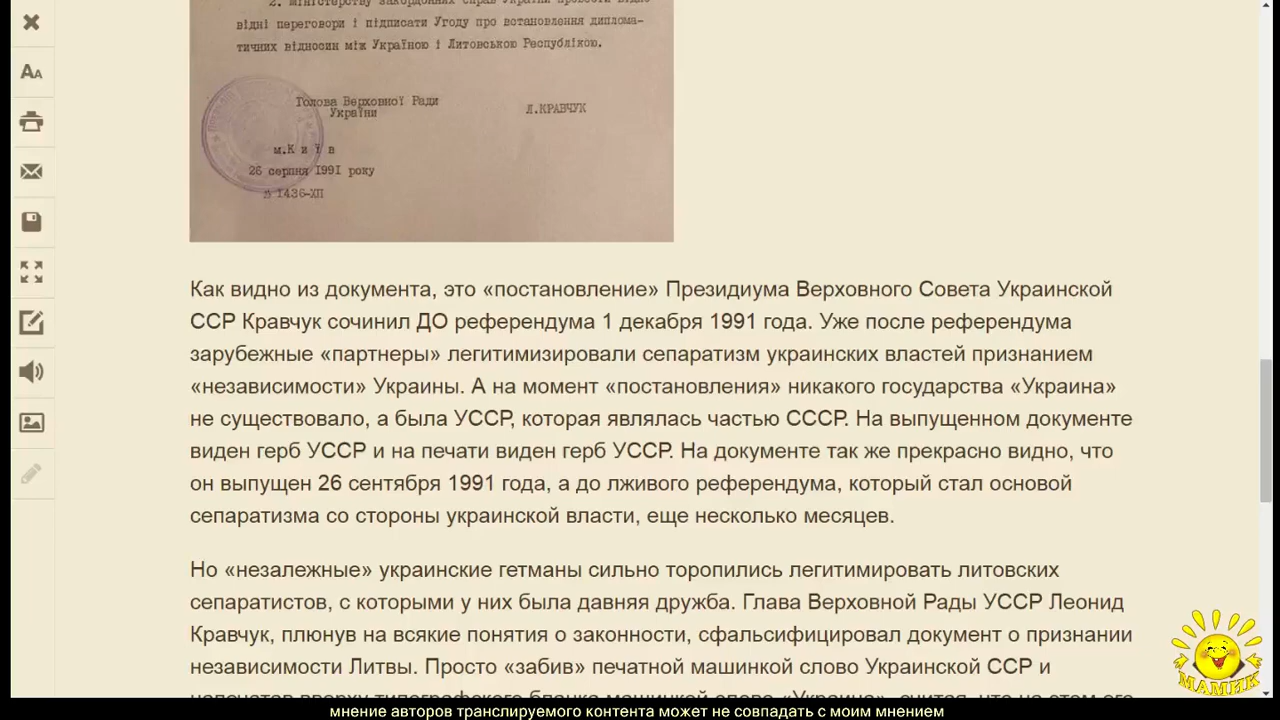 2. Міністерству закордонних справ України провести відпо-
відні переговори і підписати Угоду про встановлення диплома-
тичних відносин між Україною і Литовською Республікою.
Голова Верховної Ради
України
Л.КРАВЧУК
м.К и ї в
26 серпня 1991 року
№ 1436-ХП
Как видно из документа, это «постановление» Президиума Верховного Совета Украинской
ССР Кравчук сочинил ДО референдума 1 декабря 1991 года. Уже после референдума
зарубежные «партнеры» легитимизировали сепаратизм украинских властей признанием
«независимости» Украины. А на момент «постановления» никакого государства «Украина»
не существовало, а была УССР, которая являлась частью СССР. На выпущенном документе
виден герб УССР и на печати виден герб УССР. На документе так же прекрасно видно, что
он выпущен 26 сентября 1991 года, а до лживого референдума, который стал основой
сепаратизма со стороны украинской власти, еще несколько месяцев.
Но «незалежные» украинские гетманы сильно торопились легитимировать литовских
сепаратистов, с которыми у них была давняя дружба. Глава Верховной Рады УССР Леонид
Кравчук, плюнув на всякие понятия о законности, сфальсифицировал документ о признании
независимости Литвы. Просто «забив» печатной машинкой слово Украинской ССР и
МАМИК
мнение авторов транслируемого контента может не совпадать с моим мнением